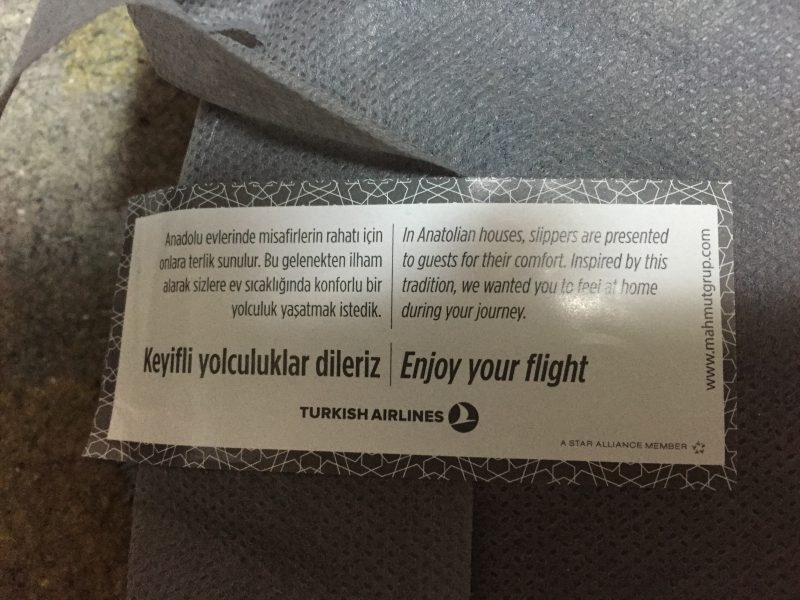 Anadolu evlerinde misafirlerin rahatı için
onlara terlik sunulur. Bu gelenekten ilham
alarak sizlere ev sıcaklığında konforlu bir
yolculuk yaşatmak istedik.
In Anatolian houses, slippers are presented
to guests for their comfort. Inspired by this
tradition, we wanted you to feel at home
during your journey.
Keyifli yolculuklar dileriz
Enjoy your flight
TURKISH AIRLINES
A STAR ALLIANCE MEMBER
www.mahmutgrup.com